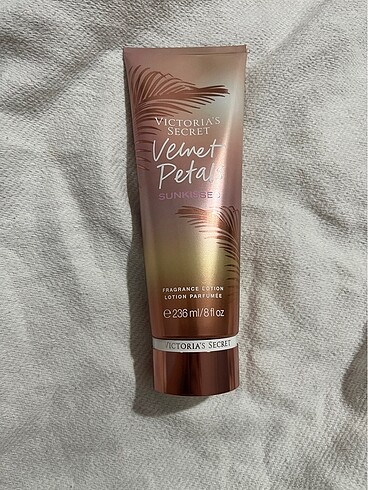 VICTORIA'S
SECRET
Velvet
Petals
SUNKISSED
FRAGRANCE LOTION
LOTION PARFUMÉE
℮ 236 ml/8 fl oz
VICTORIA'S SECRET